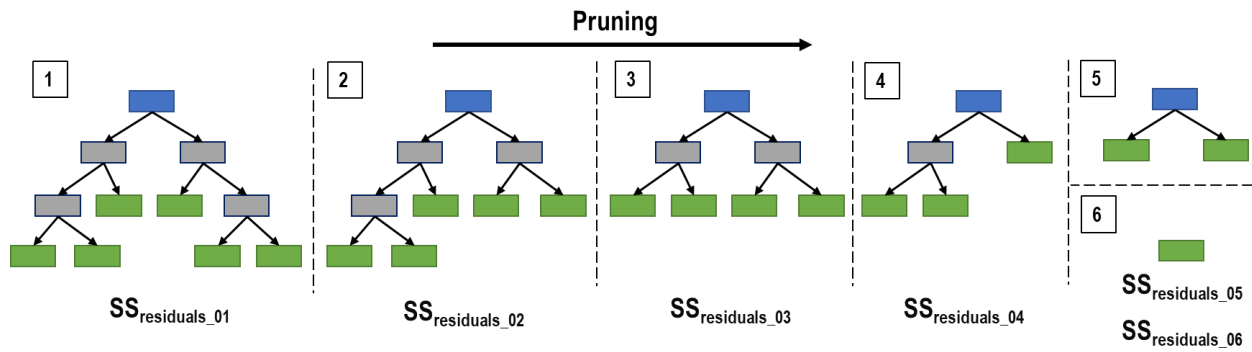 Pruning
1
2
3
4
5
6
SSresiduals_01
SSresiduals_02
SSresiduals_03
SSresiduals_04
SSresiduals_05
SSresiduals_06